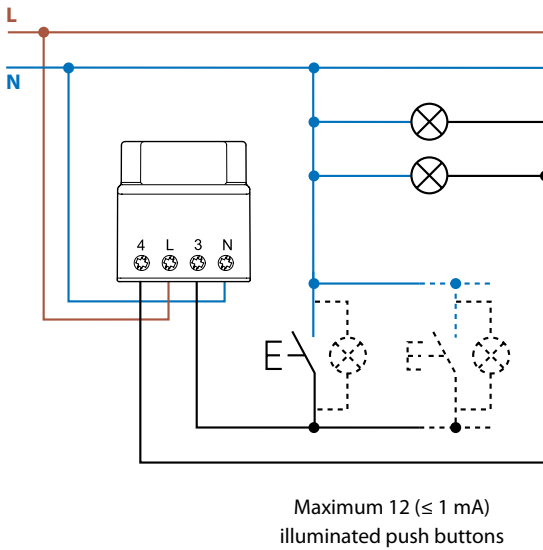 L
N
4 L 3 N
Maximum 12 (≤ 1 mA)
illuminated push buttons